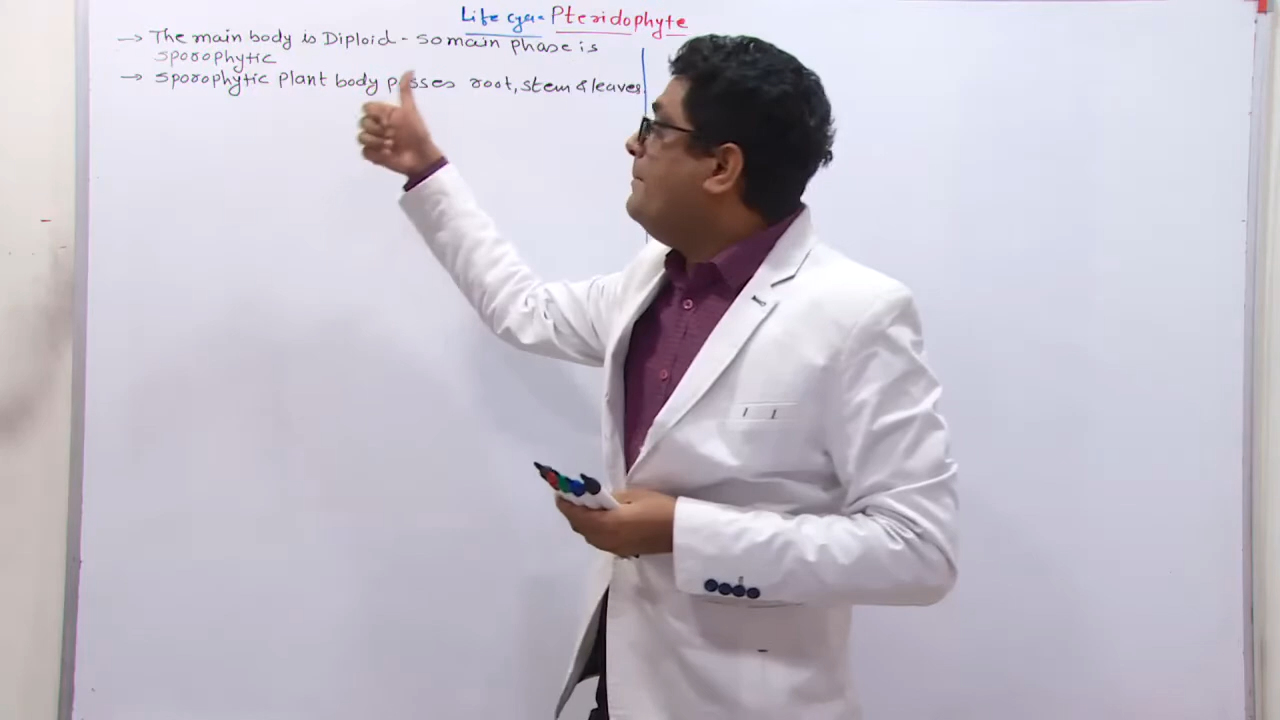 Life cycle - Pteridophyte
→ The main body is Diploid - so main phase is
sporophytic
→ sporophytic plant body posses root, stem & leaves.